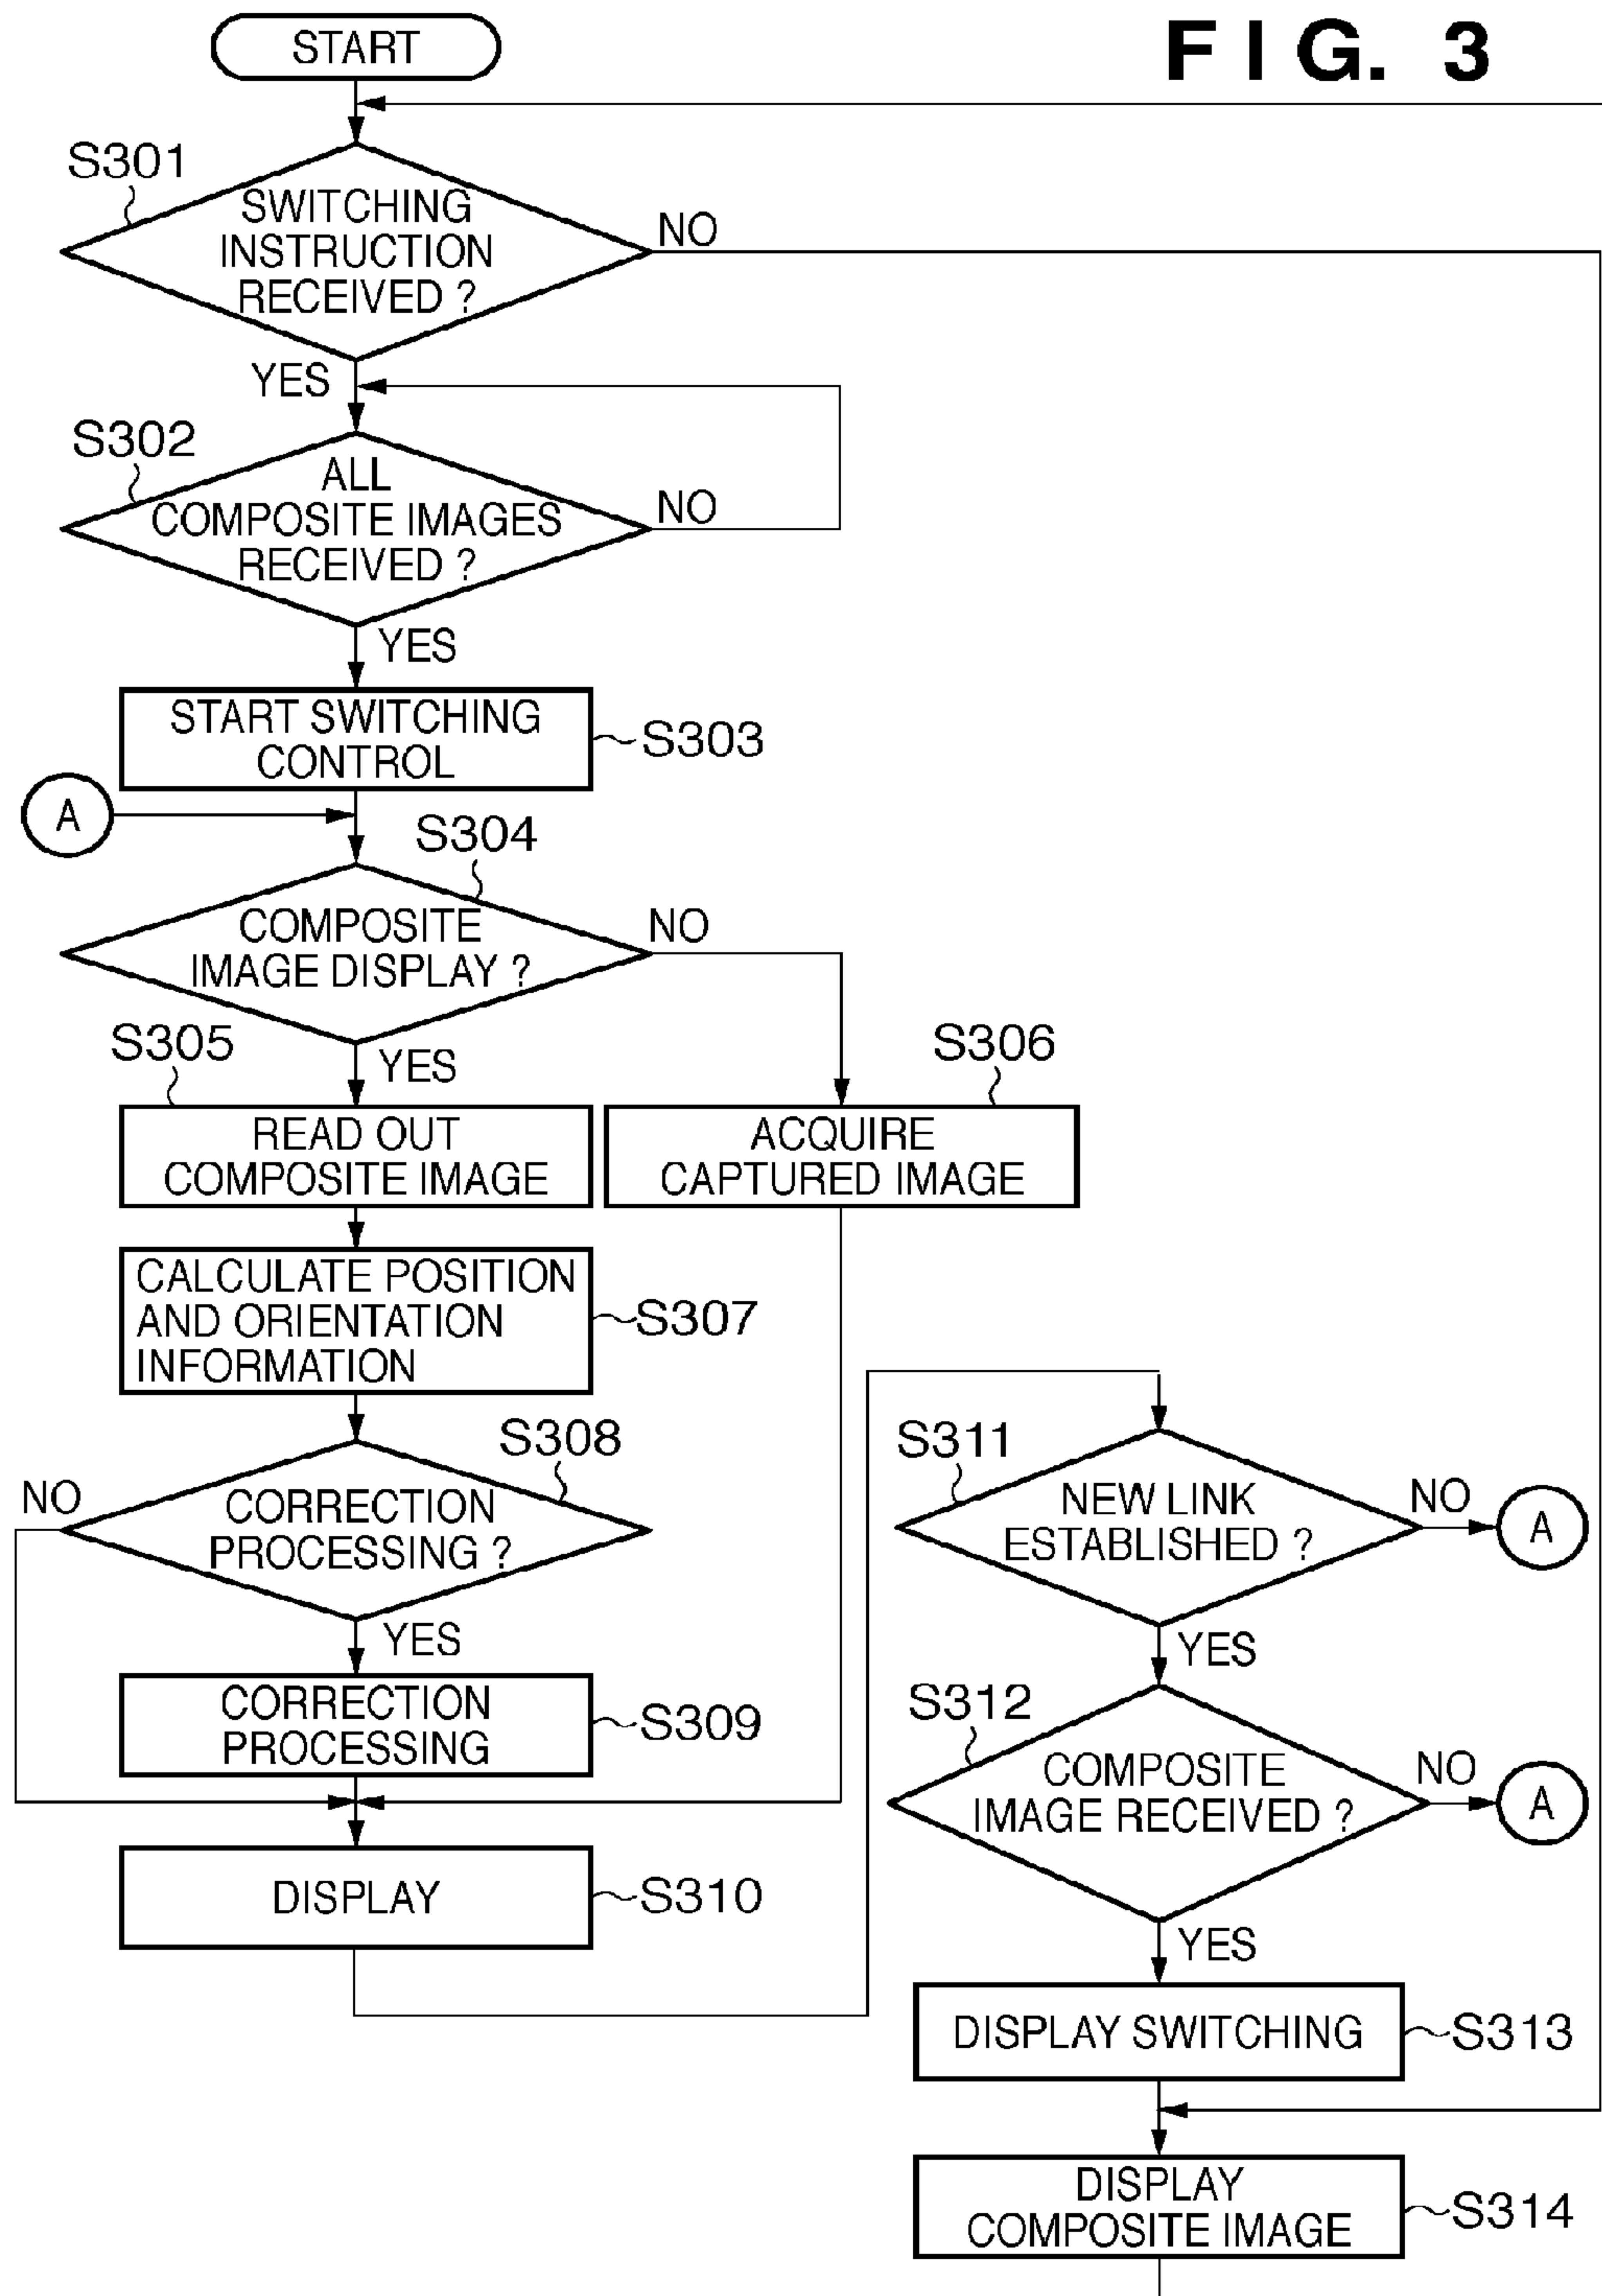 FIG. 3
START
S301
SWITCHING
INSTRUCTION
RECEIVED ?
NO
YES
S302
ALL
COMPOSITE IMAGES
RECEIVED ?
NO
YES
START SWITCHING
CONTROL
S303
A
S304
COMPOSITE
IMAGE DISPLAY ?
NO
YES
S305
READ OUT
COMPOSITE IMAGE
S306
ACQUIRE
CAPTURED IMAGE
CALCULATE POSITION
AND ORIENTATION
INFORMATION
S307
S308
CORRECTION
PROCESSING ?
NO
YES
CORRECTION
PROCESSING
S309
DISPLAY
S310
S311
NEW LINK
ESTABLISHED ?
NO
A
YES
S312
COMPOSITE
IMAGE RECEIVED ?
NO
A
YES
DISPLAY SWITCHING
S313
DISPLAY
COMPOSITE IMAGE
S314